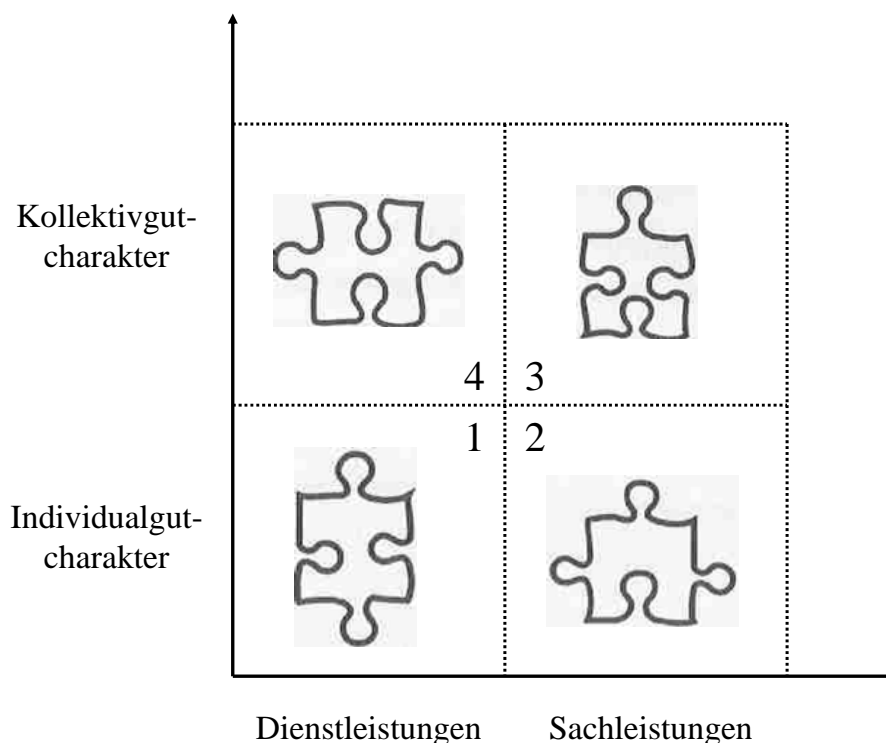 Kollektivgut-
charakter
4 3
1 2
Individualgut-
charakter
Dienstleistungen Sachleistungen